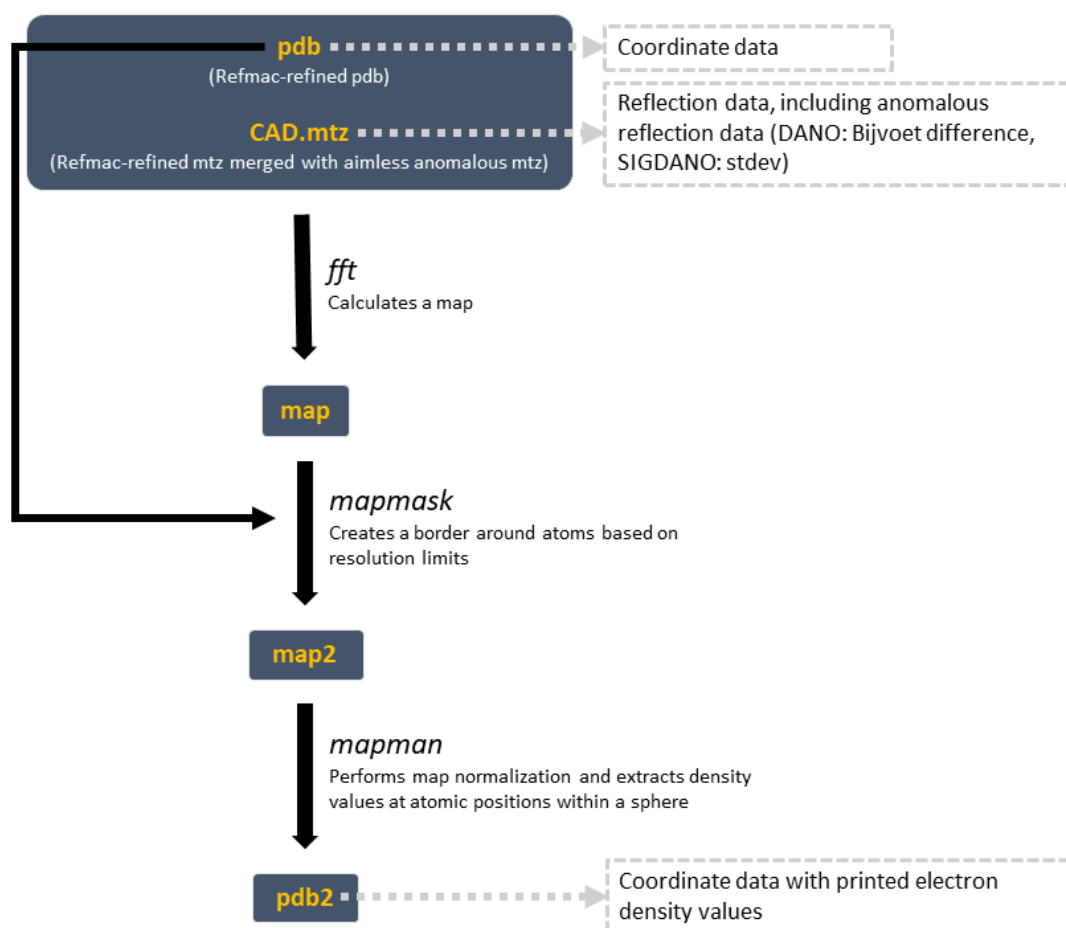 pdb
(Refmac-refined pdb)
Coordinate data
CAD.mtz
(Refmac-refined mtz merged with aimless anomalous mtz)
Reflection data, including anomalous
reflection data (DANO: Bijvoet difference,
SIGDANO: stdev)
fft
Calculates a map
map
mapmask
Creates a border around atoms based on
resolution limits
map2
mapman
Performs map normalization and extracts density
values at atomic positions within a sphere
pdb2
Coordinate data with printed electron
density values